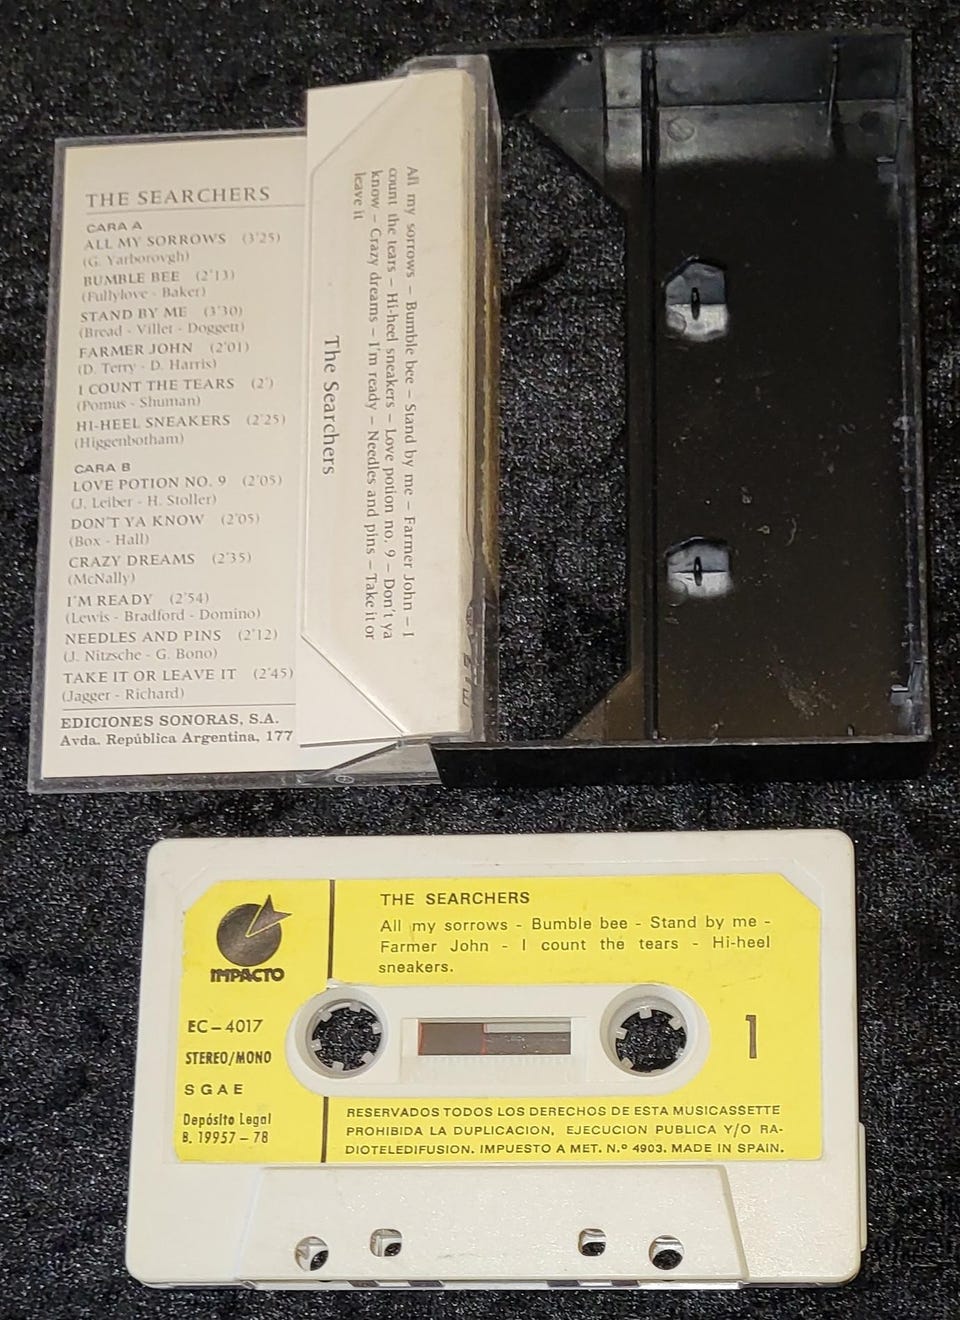 THE SEARCHERS
CARA A
ALL MY SORROWS (3'25)
(G. Yarborovgh)
BUMBLE BEE (2'13)
(Fullylove - Baker)
STAND BY ME (3'30)
(Bread - Villet - Doggett)
FARMER JOHN (2'01)
(D. Terry - D. Harris)
I COUNT THE TEARS (2')
(Pomus - Shuman)
HI-HEEL SNEAKERS (2'25)
(Higgenbotham)
CARA B
LOVE POTION NO. 9 (2'05)
(J. Leiber - H. Stoller)
DON'T YA KNOW (2'05)
(Box - Hall)
CRAZY DREAMS (2'35)
(McNally)
I'M READY (2'54)
(Lewis - Bradford - Domino)
NEEDLES AND PINS (2'12)
(J. Nitzsche - G. Bono)
TAKE IT OR LEAVE IT (2'45)
(Jagger - Richard)
EDICIONES SONORAS, S.A.
Avda. República Argentina, 177
All my sorrows – Bumble bee – Stand by me – Farmer John – I
count the tears – Hi-heel sneakers – Love potion no. 9 – Don't ya
know – Crazy dreams – I'm ready – Needles and pins – Take it or
leave it
The Searchers
IMPACTO
EC – 4017
STEREO/MONO
SGAE
Depósito Legal
B. 19957 – 78
THE SEARCHERS
All my sorrows - Bumble bee - Stand by me -
Farmer John - I count the tears - Hi-heel
sneakers.
1
RESERVADOS TODOS LOS DERECHOS DE ESTA MUSICASSETTE
PROHIBIDA LA DUPLICACION, EJECUCION PUBLICA Y/O RA-
DIOTELEDIFUSION. IMPUESTO A MET. N.º 4903. MADE IN SPAIN.